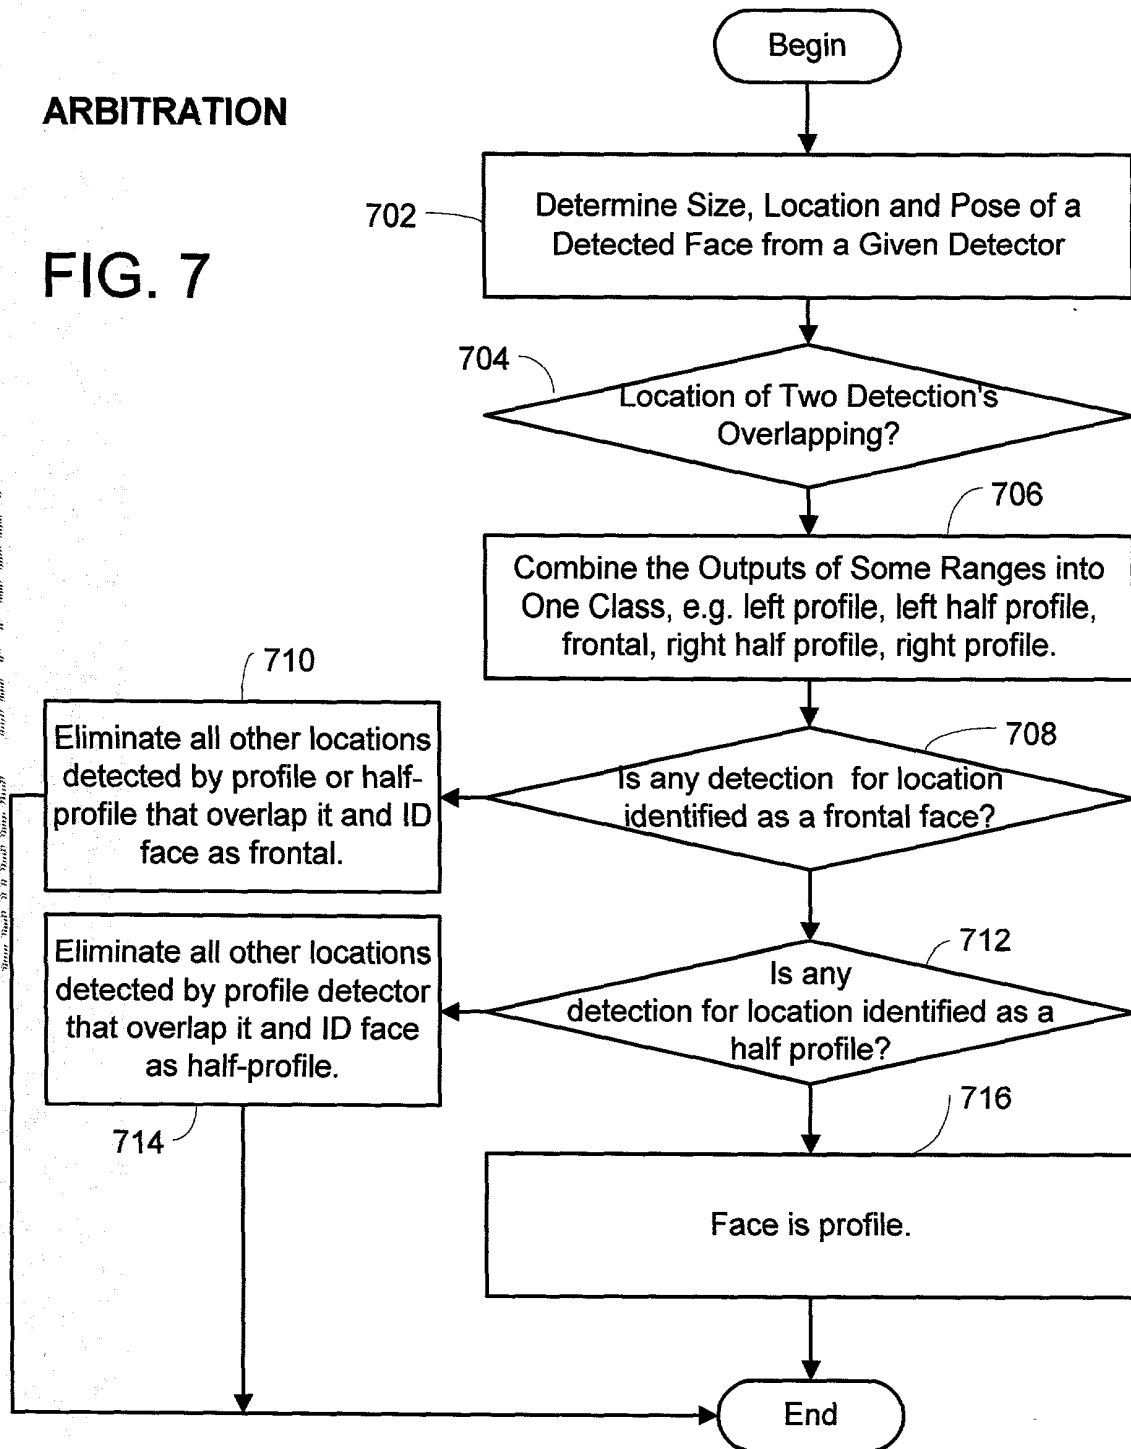 Begin
ARBITRATION
702
Determine Size, Location and Pose of a
Detected Face from a Given Detector
FIG. 7
704
Location of Two Detection's
Overlapping?
706
Combine the Outputs of Some Ranges into
One Class, e.g. left profile, left half profile,
frontal, right half profile, right profile.
708
Is any detection for location
identified as a frontal face?
710
Eliminate all other locations
detected by profile or half-
profile that overlap it and ID
face as frontal.
712
Is any
detection for location identified as a
half profile?
Eliminate all other locations
detected by profile detector
that overlap it and ID face
as half-profile.
714
716
Face is profile.
End